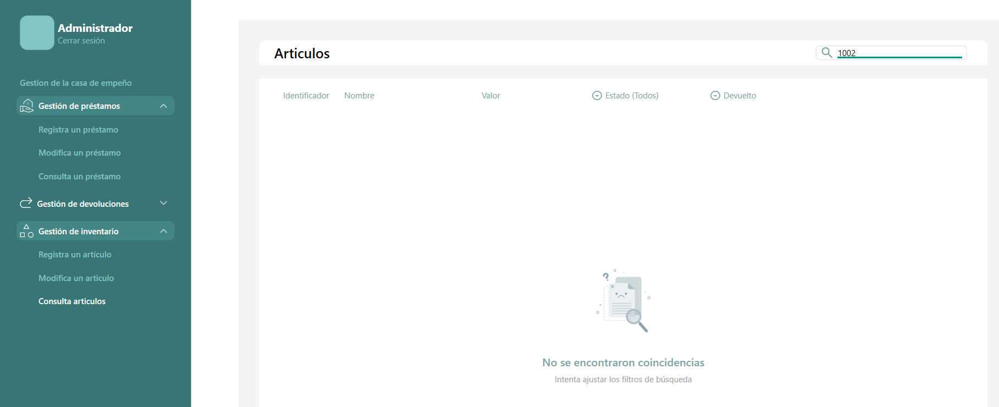 Administrador
Cerrar sesión
Gestion de la casa de empeño
Gestión de préstamos
Registra un préstamo
Modifica un préstamo
Consulta un préstamo
Gestión de devoluciones
Gestión de inventario
Registra un artículo
Modifica un articulo
Consulta articulos
Articulos
1002
Identificador Nombre Valor Estado (Todos) Devuelto
No se encontraron coincidencias
Intenta ajustar los filtros de búsqueda